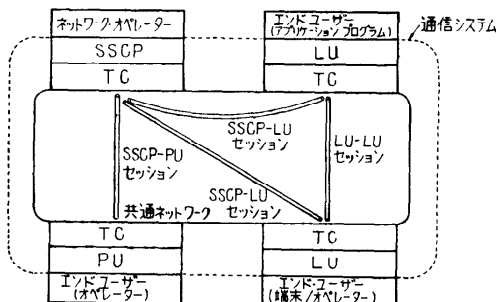 ネットワーク・オペレーター
SSCP
TC
エンド・ユーザー
(アプリケーション プログラム)
LU
TC
通信システム
SSCP-LU
セッション
SSCP-PU
セッション
LU-LU
セッション
SSCP-LU
セッション
共通ネットワーク
TC
PU
エンド・ユーザー
(オペレーター)
TC
LU
エンド・ユーザー
(端末/オペレーター)